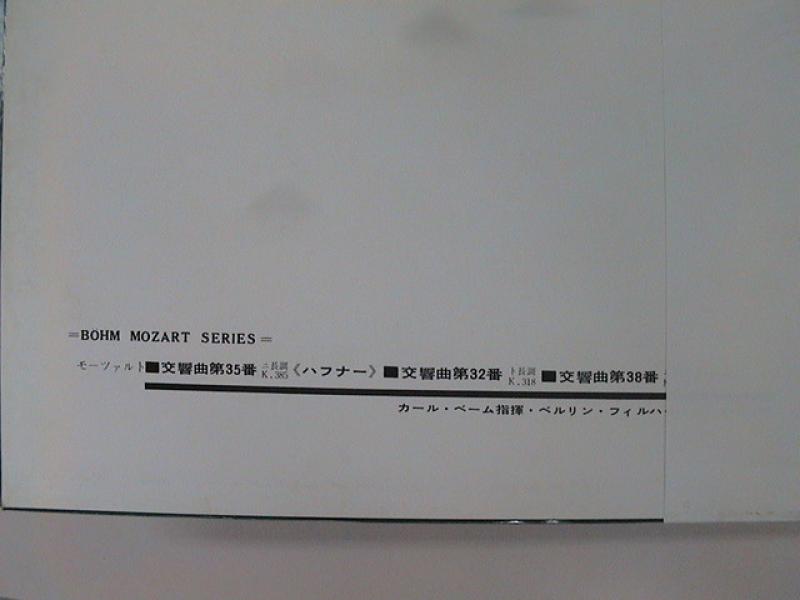 =BÖHM MOZART SERIES=
モーツァルト■交響曲第35番 ニ長調 K.385《ハフナー》■交響曲第32番 ト長調 K.318 ■交響曲第38番
カール・ベーム指揮・ベルリン・フィルハ